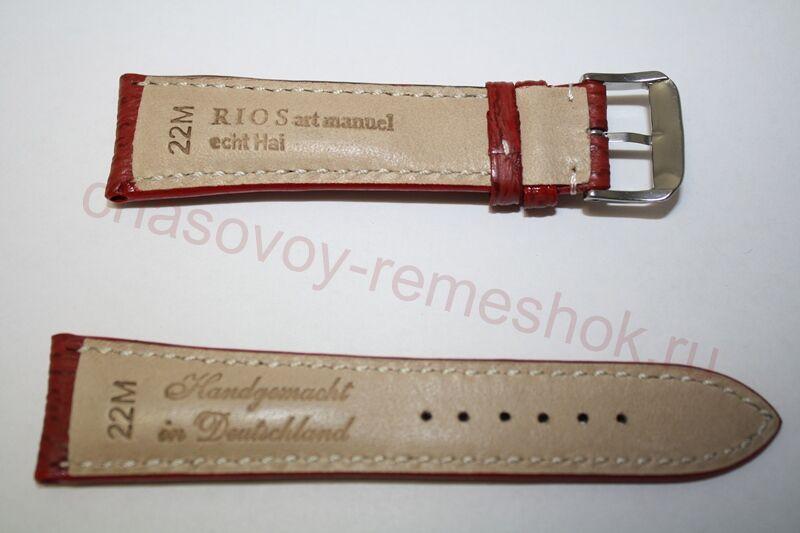 22M
RIOS art manuel
echt Hai
chasovoy-remeshok.ru
22M
Handgemacht
in Deutschland